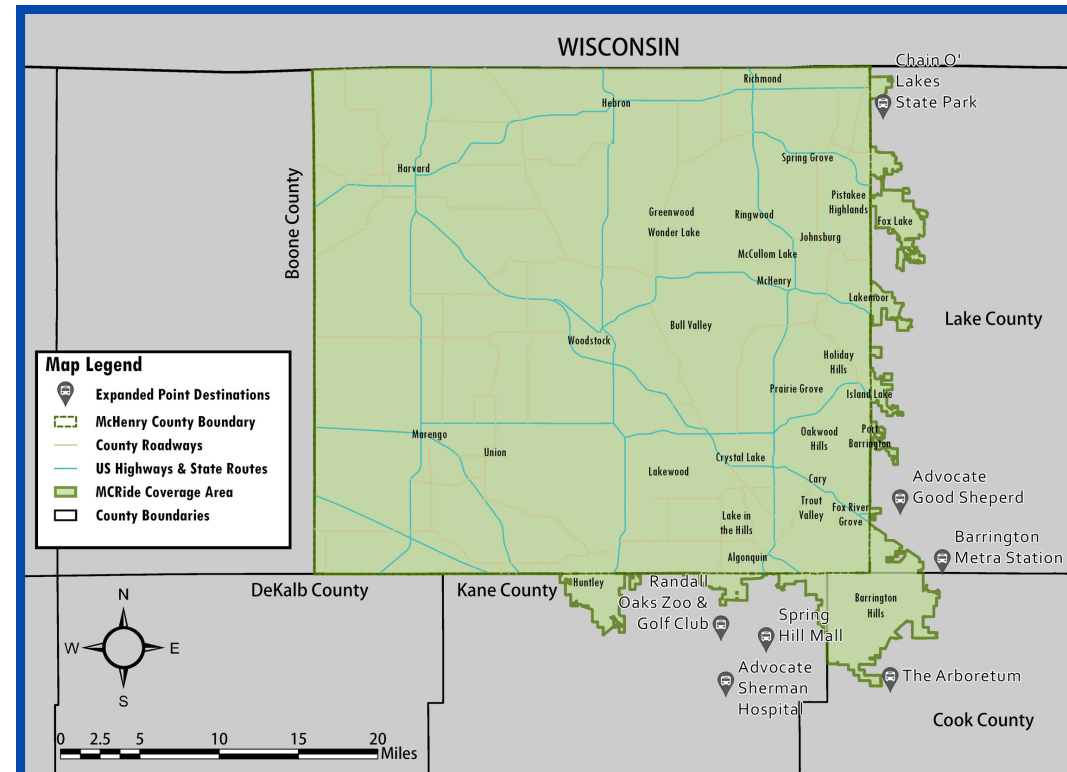 WISCONSIN
Chain O'
Lakes
State Park
Richmond
Hebron
Harvard
Spring Grove
Boone County
Pistakee
Highlands
Fox Lake
Greenwood
Ringwood
Wonder Lake
Johnsburg
McCullom Lake
McHenry
Lakemoor
Lake County
Bull Valley
Woodstock
Holiday
Hills
Prairie Grove
Island Lake
Map Legend
Expanded Point Destinations
McHenry County Boundary
County Roadways
US Highways & State Routes
MCRide Coverage Area
County Boundaries
Marengo
Union
Oakwood
Hills
Port
Barrington
Crystal Lake
Lakewood
Cary
Advocate
Good Sheperd
Trout
Valley
Fox River
Grove
Lake in
the Hills
Barrington
Metra Station
Algonquin
DeKalb County
Kane County
Huntley
Randall
Oaks Zoo &
Golf Club
Barrington
Hills
Spring
Hill Mall
Advocate
Sherman
Hospital
The Arboretum
Cook County
N
W
E
S
0 2.5 5 10 15 20
Miles